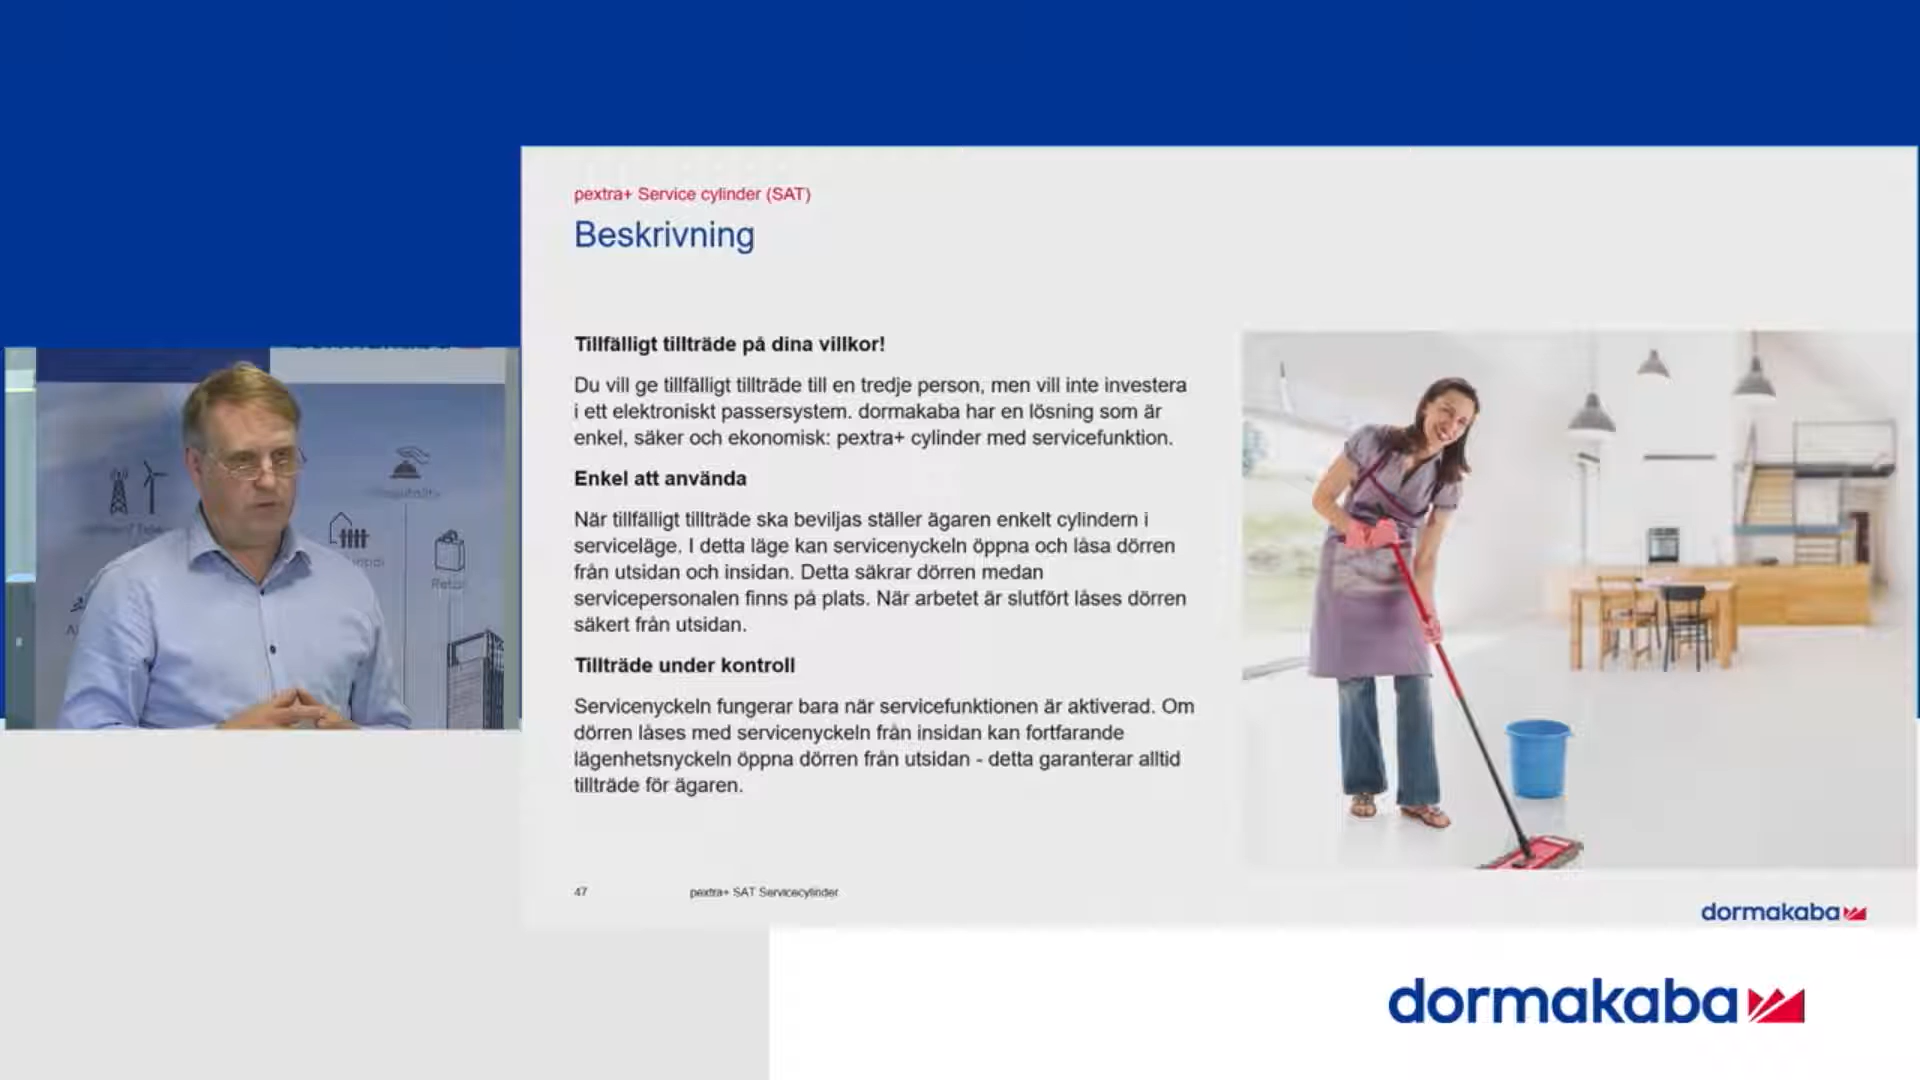 pextra+ Service cylinder (SAT)
Beskrivning
Tillfälligt tillträde på dina villkor!
Du vill ge tillfälligt tillträde till en tredje person, men vill inte investera
i ett elektroniskt passersystem. dormakaba har en lösning som är
enkel, säker och ekonomisk: pextra+ cylinder med servicefunktion.
Enkel att använda
När tillfälligt tillträde ska beviljas ställer ägaren enkelt cylindern i
serviceläge. I detta läge kan servicenyckeln öppna och låsa dörren
från utsidan och insidan. Detta säkrar dörren medan
servicepersonalen finns på plats. När arbetet är slutfört låses dörren
säkert från utsidan.
Tillträde under kontroll
Servicenyckeln fungerar bara när servicefunktionen är aktiverad. Om
dörren låses med servicenyckeln från insidan kan fortfarande
lägenhetsnyckeln öppna dörren från utsidan - detta garanterar alltid
tillträde för ägaren.
47
pextra+ SAT Servicecylinder
dormakaba
Hospitality
Retail
dormakaba